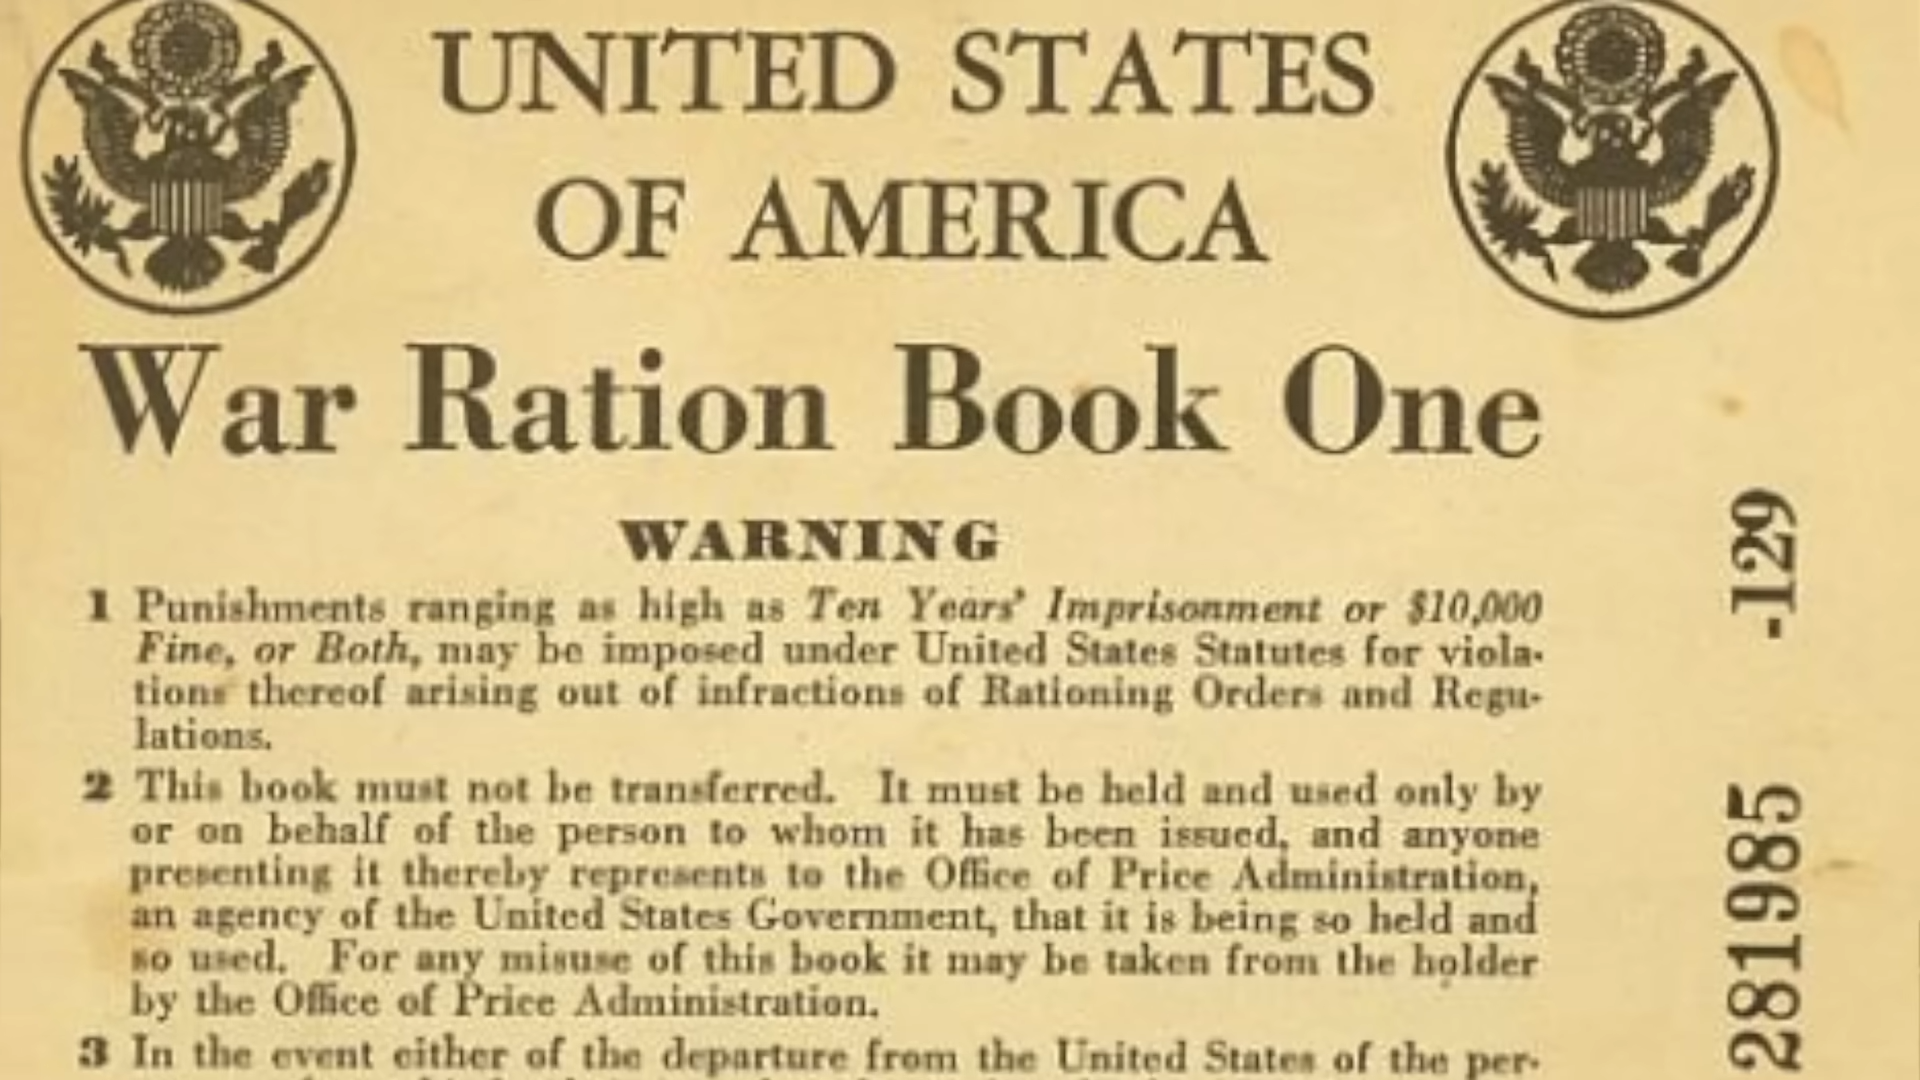 UNITED STATES
OF AMERICA
War Ration Book One
WARNING
1 Punishments ranging as high as Ten Years' Imprisonment or $10,000
Fine, or Both, may be imposed under United States Statutes for viola-
tions thereof arising out of infractions of Rationing Orders and Regu-
lations.
2 This book must not be transferred. It must be held and used only by
or on behalf of the person to whom it has been issued, and anyone
presenting it thereby represents to the Office of Price Administration,
an agency of the United States Government, that it is being so held and
so used. For any misuse of this book it may be taken from the holder
by the Office of Price Administration.
3 In the event either of the departure from the United States of the per-
281985 -129